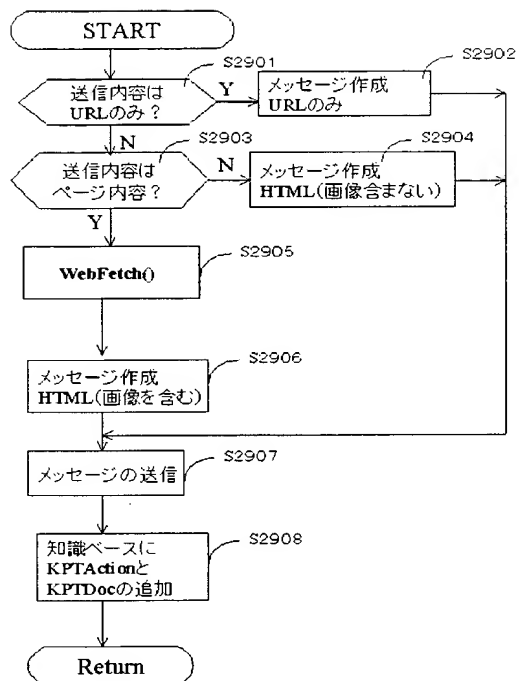 START
S2901
送信内容は
URLのみ？
Y
S2902
メッセージ作成
URLのみ
N
S2903
送信内容は
ページ内容？
N
S2904
メッセージ作成
HTML(画像含まない)
Y
S2905
WebFetch()
S2906
メッセージ作成
HTML(画像を含む)
S2907
メッセージの送信
S2908
知識ベースに
KPTActionと
KPTDocの追加
Return